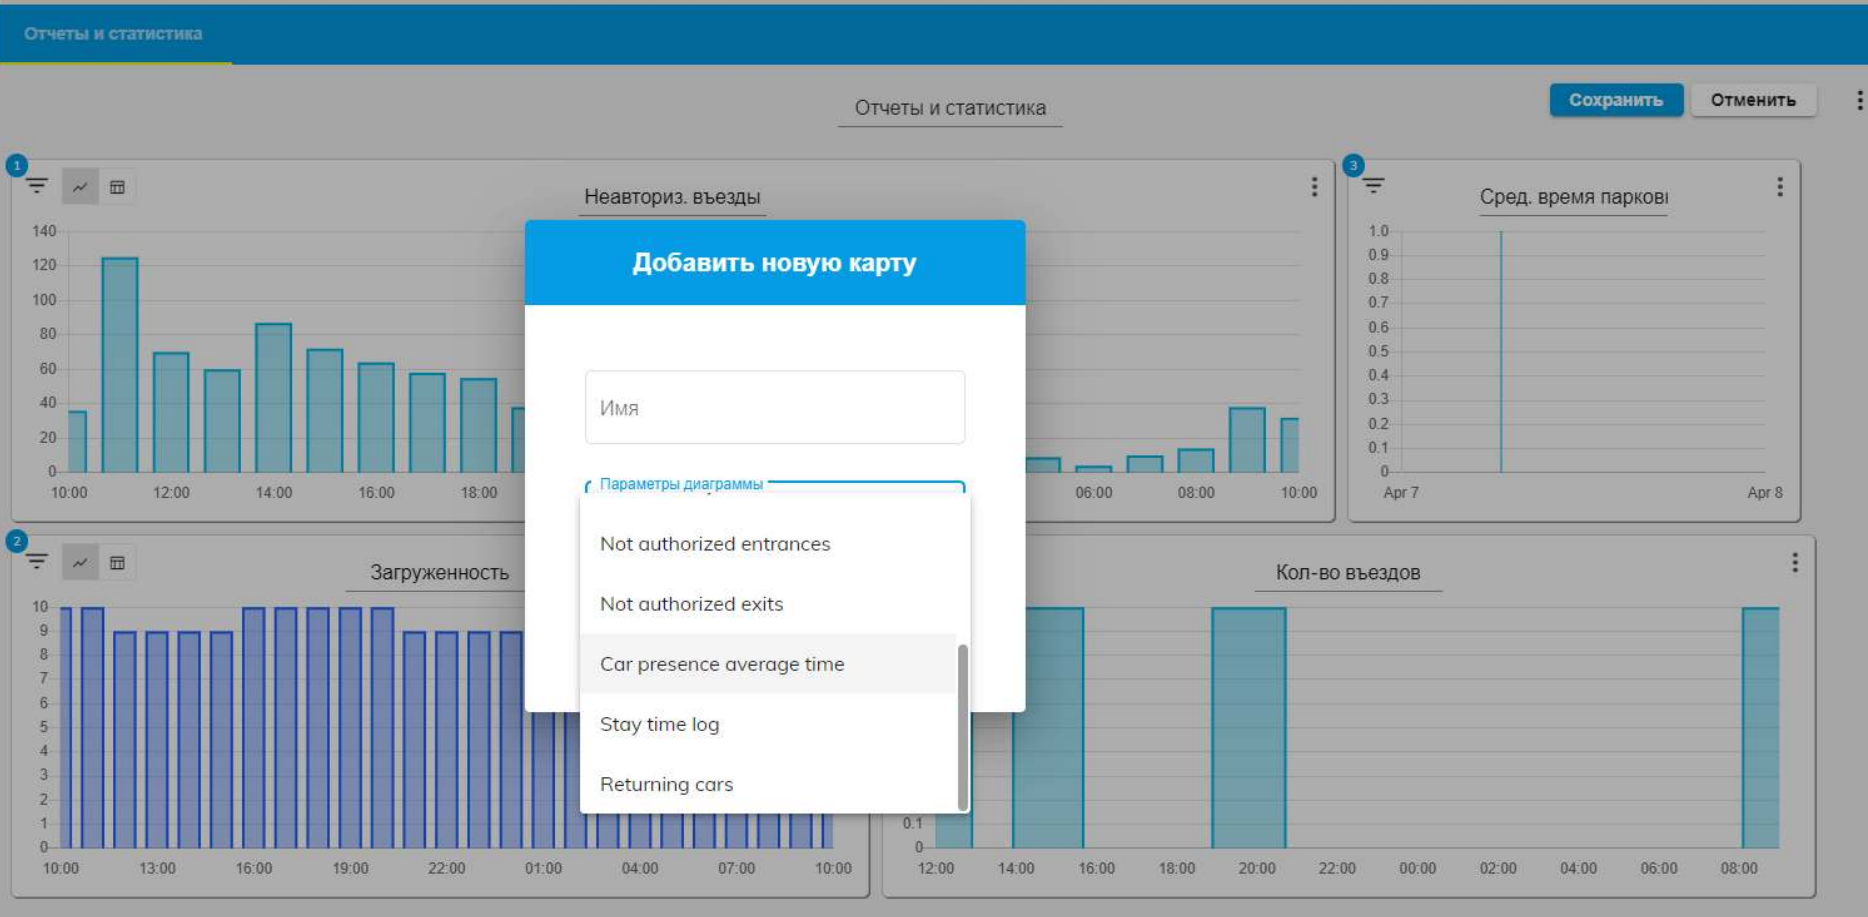 Отчеты и статистика
Отчеты и статистика
Сохранить
Отменить
1
Неавториз. въезды
140
120
100
80
60
40
20
0
10:00 12:00 14:00 16:00 18:00
06:00 08:00 10:00
3
Сред. время парков
1.0
0.9
0.8
0.7
0.6
0.5
0.4
0.3
0.2
0.1
0
Apr 7 Apr 8
Добавить новую карту
Имя
Параметры диаграммы
Not authorized entrances
Not authorized exits
Car presence average time
Stay time log
Returning cars
2
Загруженность
10
9
8
7
6
5
4
3
2
1
0
10:00 13:00 16:00 19:00 22:00 01:00 04:00 07:00 10:00
Кол-во въездов
0.1
0
12:00 14:00 16:00 18:00 20:00 22:00 00:00 02:00 04:00 06:00 08:00